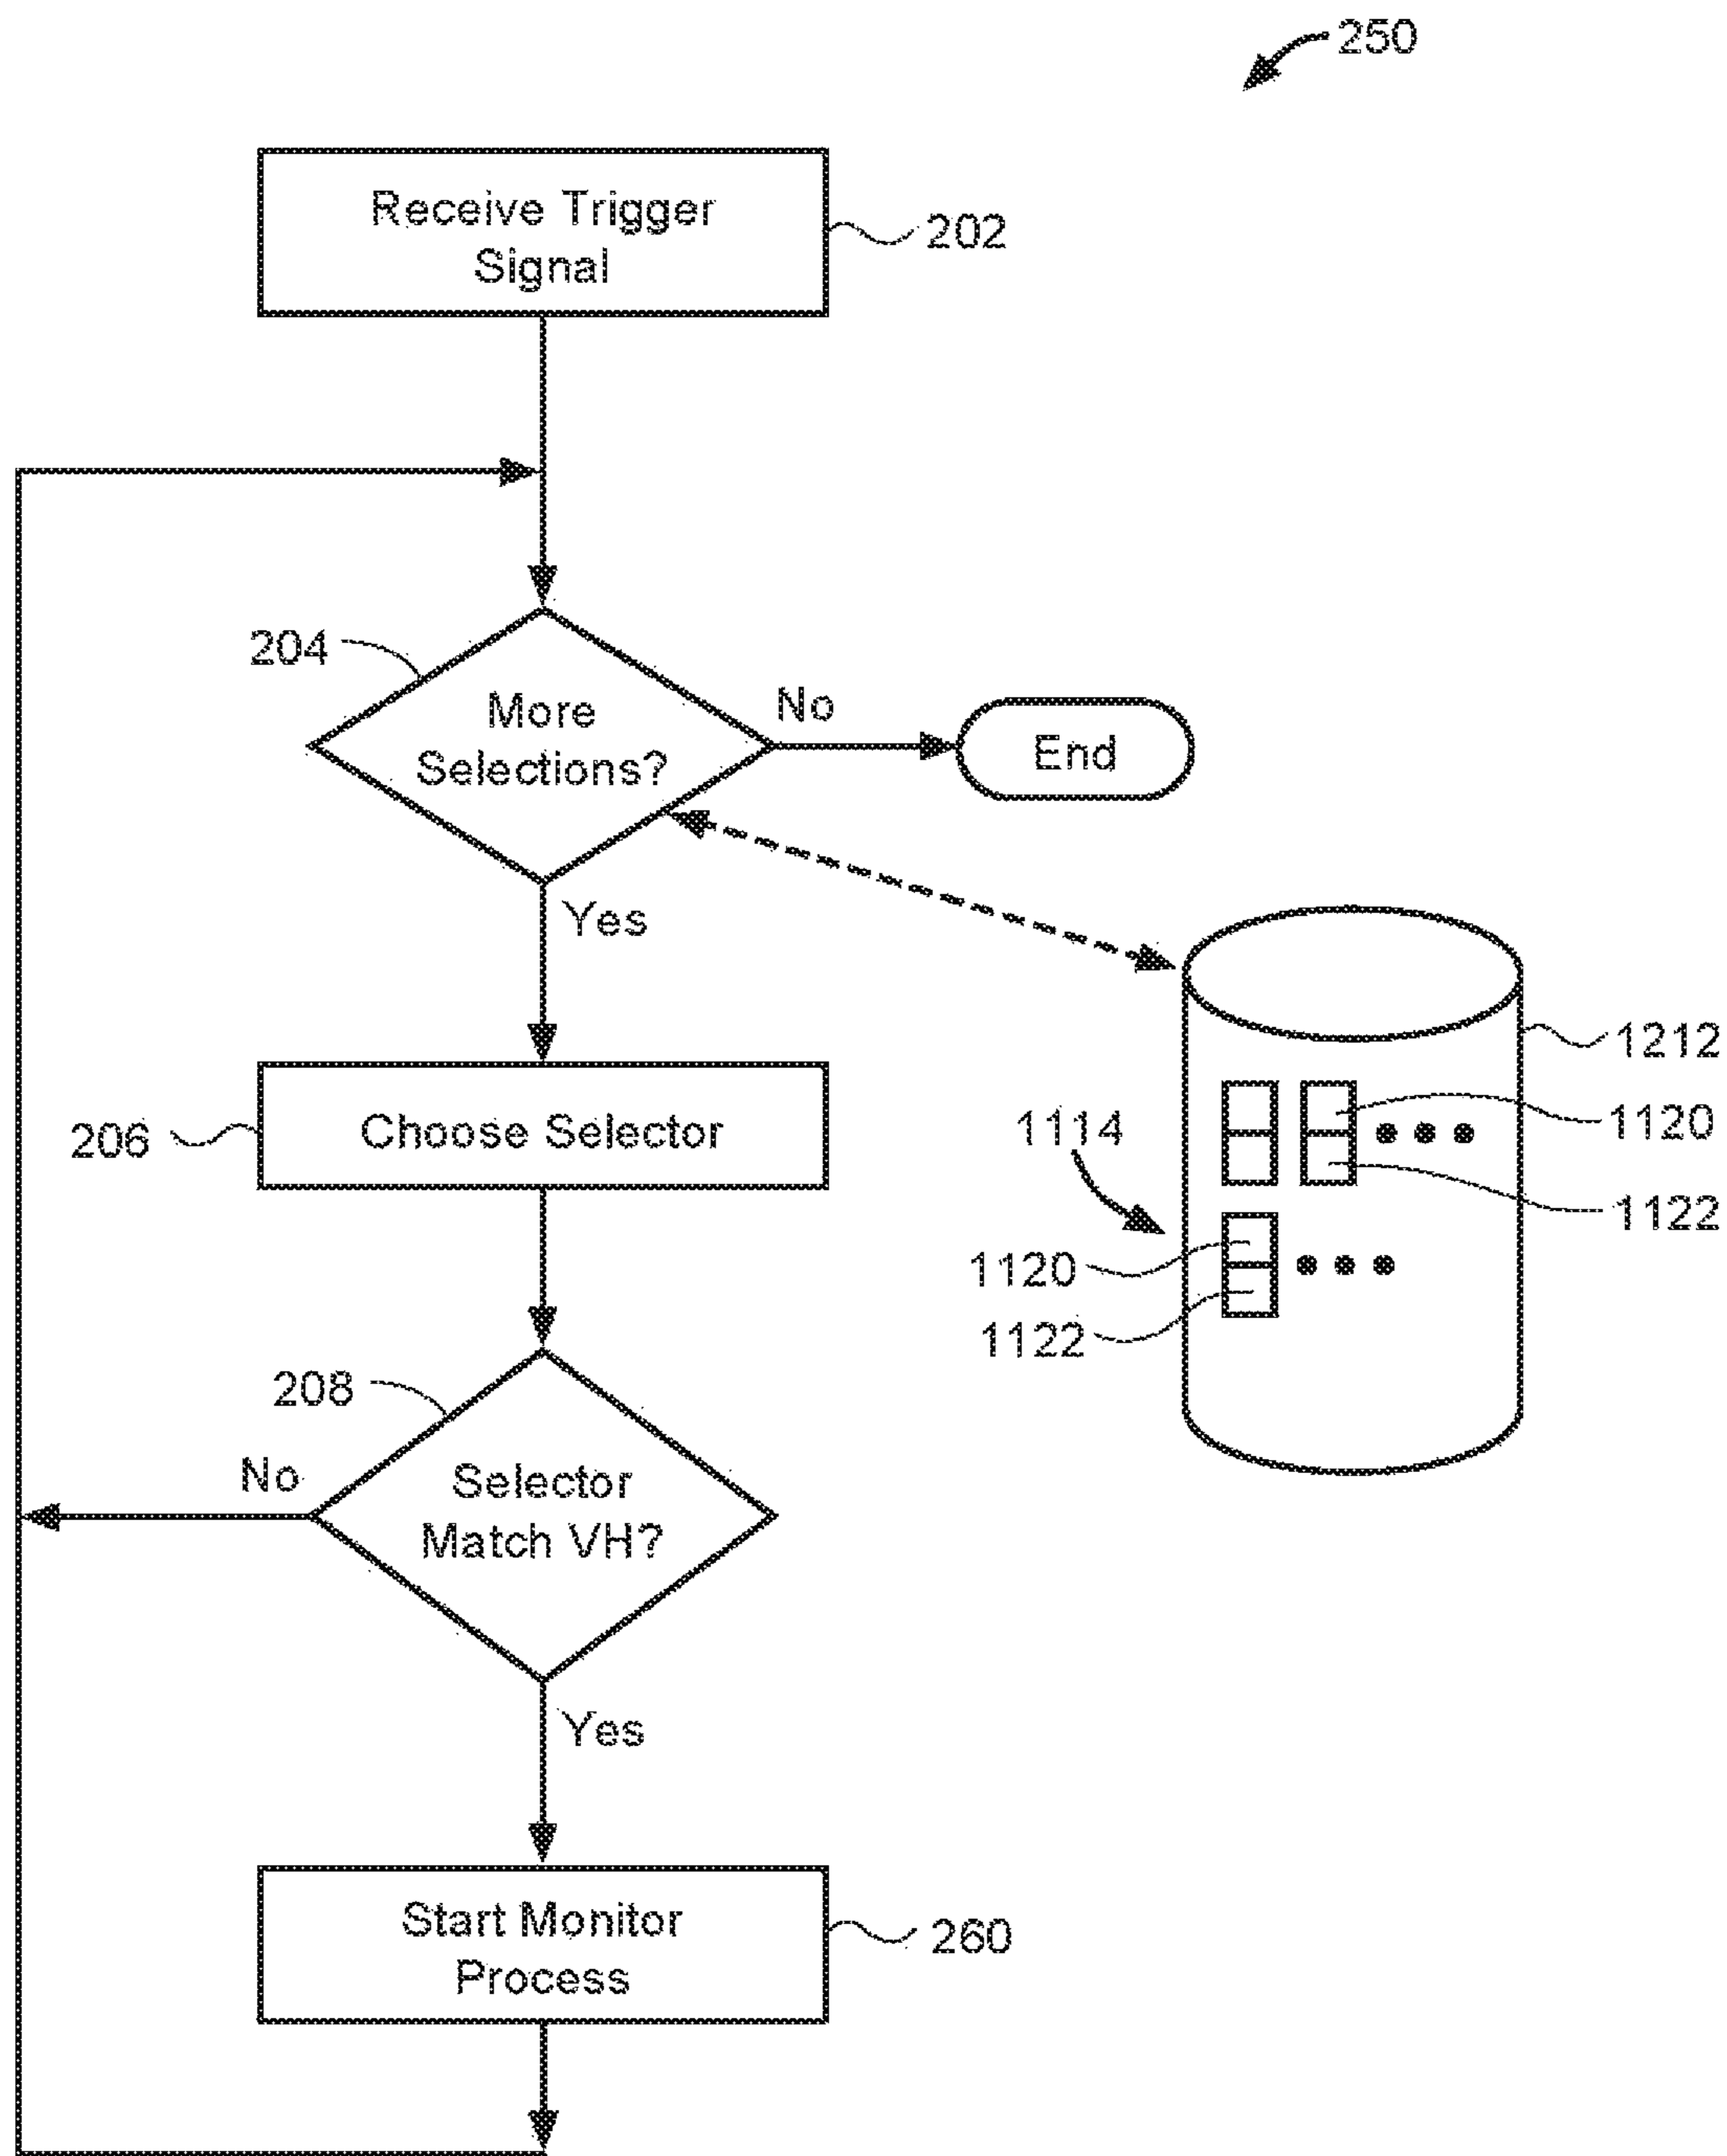 250
Receive Trigger
Signal
202
204
More
Selections?
No
End
Yes
1212
206
Choose Selector
1114
1120
1122
1120
1122
208
No
Selector
Match VH?
Yes
Start Monitor
Process
260